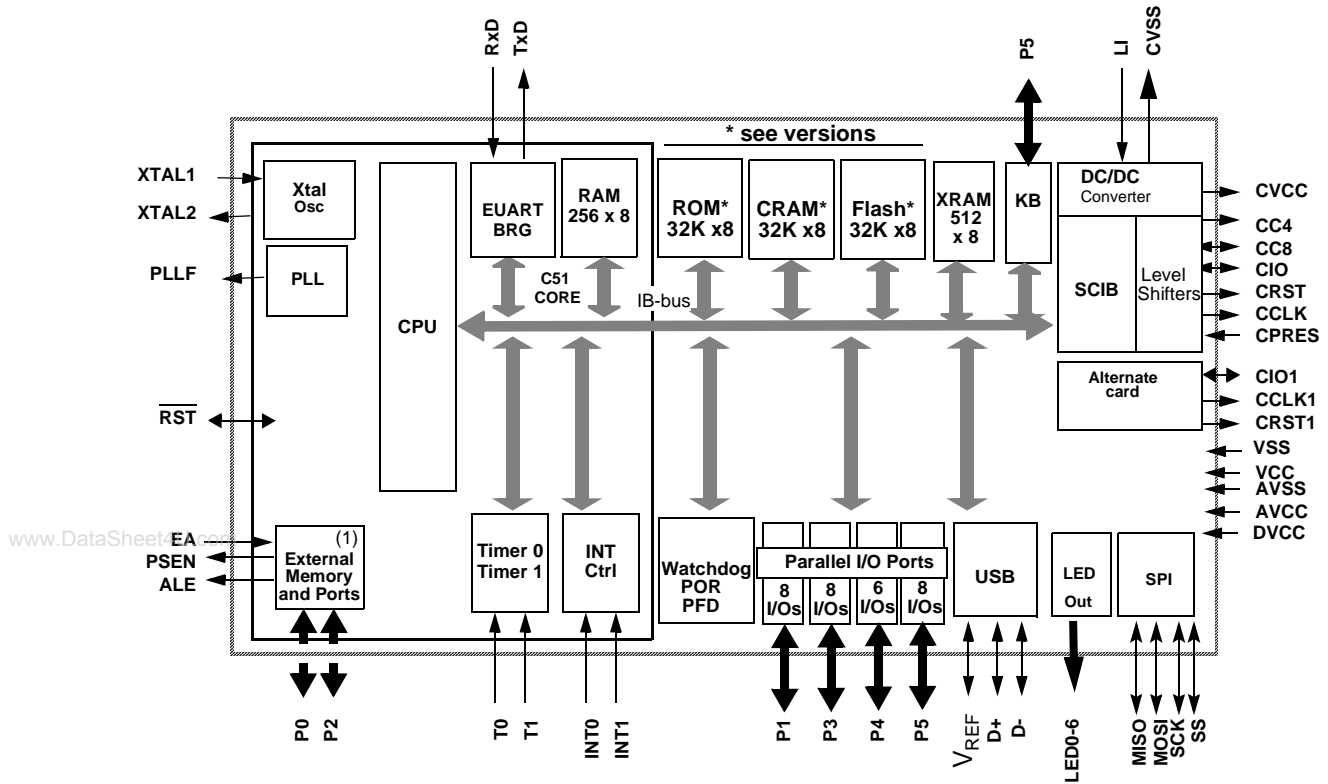 RxD
TxD
P5
LI
CVSS
* see versions
XTAL1
XTAL2
PLLF
RST
EA
PSEN
ALE
www.DataSheet4U.com
Xtal
Osc
PLL
CPU
EUART
BRG
RAM
256 x 8
C51
CORE
IB-bus
ROM*
32K x8
CRAM*
32K x8
Flash*
32K x8
XRAM
512
x 8
KB
DC/DC
Converter
SCIB
Level
Shifters
Alternate
card
CVCC
CC4
CC8
CIO
CRST
CCLK
CPRES
CIO1
CCLK1
CRST1
VSS
VCC
AVSS
AVCC
DVCC
(1)
External
Memory
and Ports
Timer 0
Timer 1
INT
Ctrl
Watchdog
POR
PFD
Parallel I/O Ports
8
I/Os
8
I/Os
6
I/Os
8
I/Os
USB
LED
Out
SPI
P0
P2
T0
T1
INT0
INT1
P1
P3
P4
P5
VREF
D+
D-
LED0-6
MISO
MOSI
SCK
SS